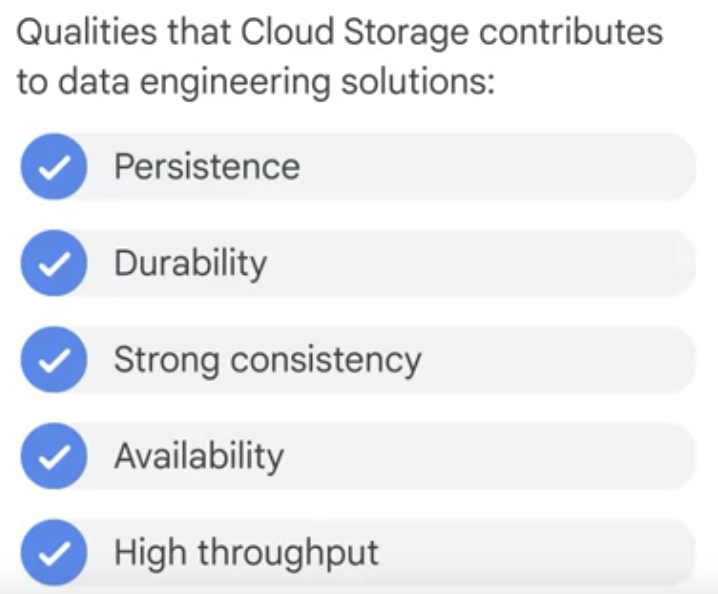 Qualities that Cloud Storage contributes
to data engineering solutions:
Persistence
Durability
Strong consistency
Availability
High throughput